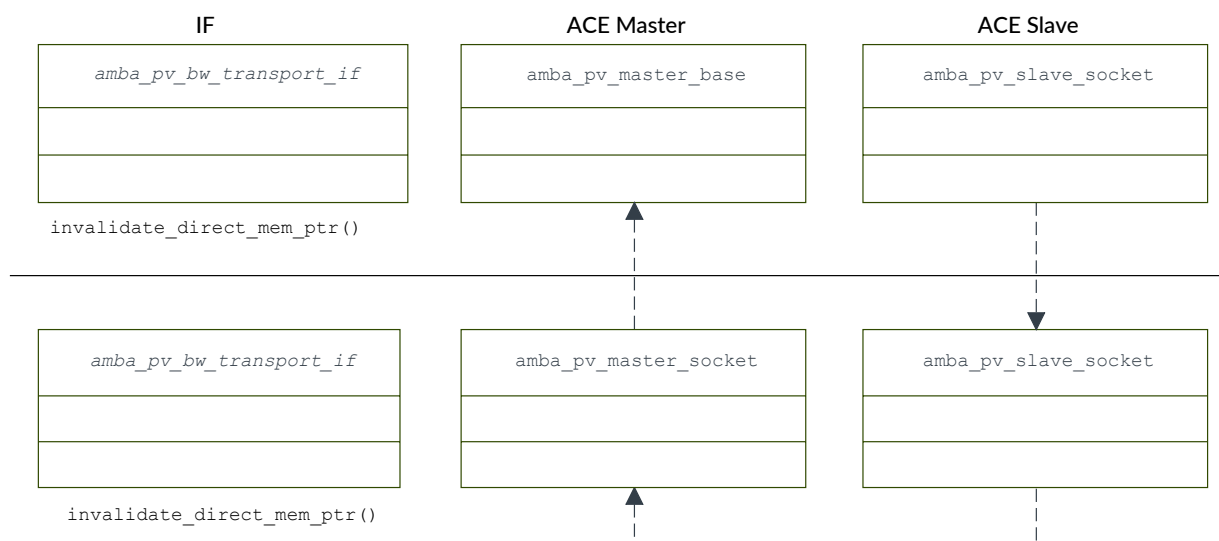 IF
ACE Master
ACE Slave
amba_pv_bw_transport_if
amba_pv_master_base
amba_pv_slave_socket
invalidate_direct_mem_ptr()
amba_pv_bw_transport_if
amba_pv_master_socket
amba_pv_slave_socket
invalidate_direct_mem_ptr()